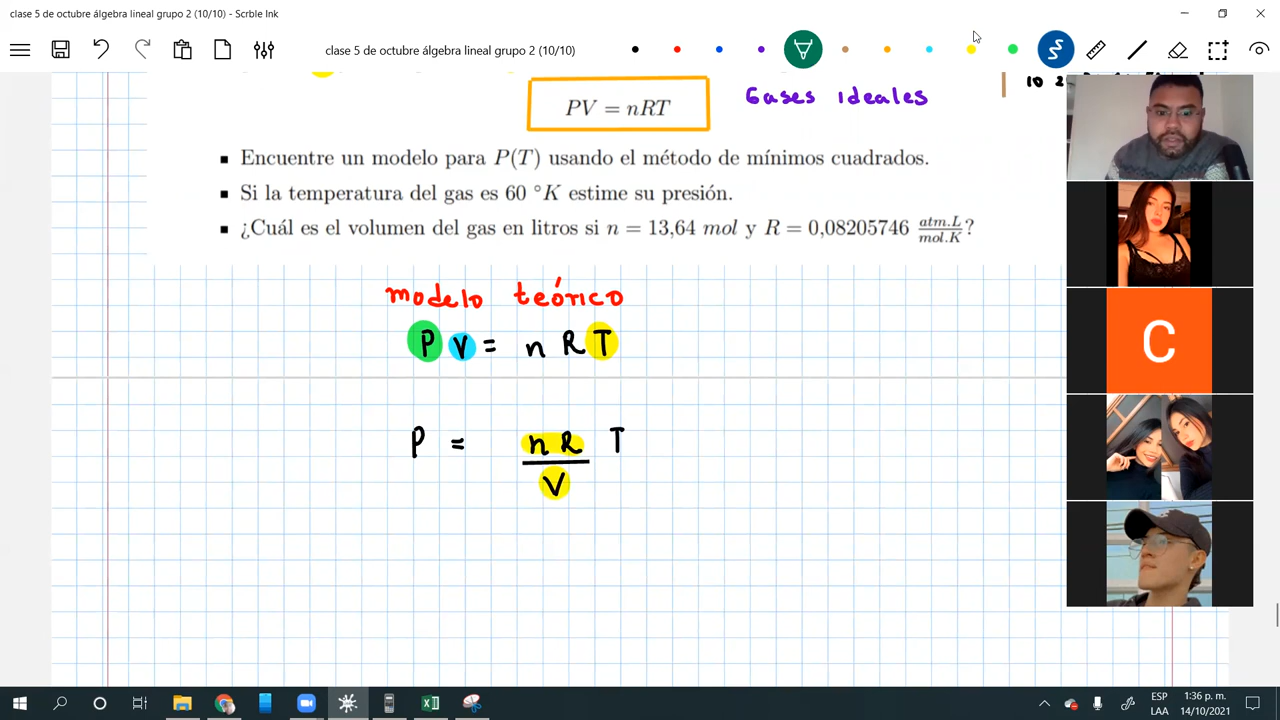 clase 5 de octubre álgebra lineal grupo 2 (10/10) - Scrble Ink
clase 5 de octubre álgebra lineal grupo 2 (10/10)
PV = nRT
Gases ideales
10 2
Encuentre un modelo para P(T) usando el método de mínimos cuadrados.
Si la temperatura del gas es 60 °K estime su presión.
¿Cuál es el volumen del gas en litros si n = 13,64 mol y R = 0,08205746 atm.L/mol.K?
modelo teórico
P V = n R T
P = n R T
V
C
ESP
LAA
1:36 p. m.
14/10/2021